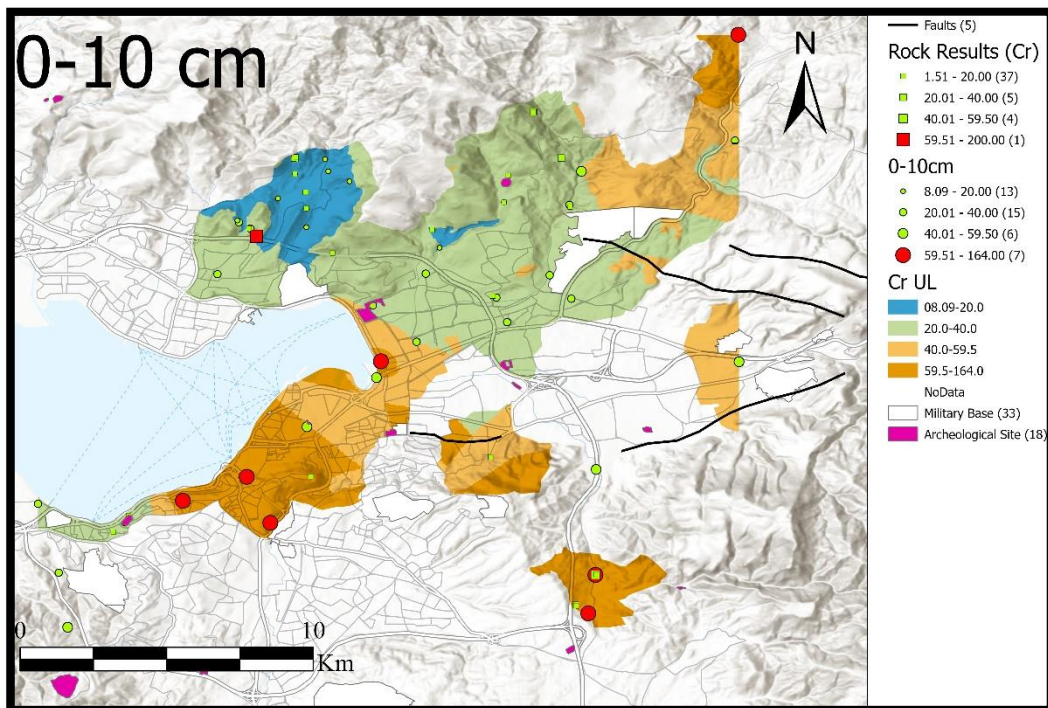 0-10 cm
N
0
10
Km
Faults (5)
Rock Results (Cr)
1.51 - 20.00 (37)
20.01 - 40.00 (5)
40.01 - 59.50 (4)
59.51 - 200.00 (1)
0-10cm
8.09 - 20.00 (13)
20.01 - 40.00 (15)
40.01 - 59.50 (6)
59.51 - 164.00 (7)
Cr UL
08.09-20.0
20.0-40.0
40.0-59.5
59.5-164.0
NoData
Military Base (33)
Archeological Site (18)